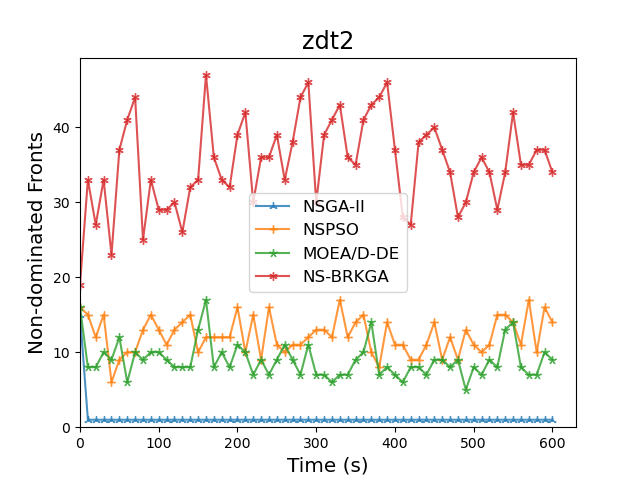 zdt2
Non-dominated Fronts
40
30
20
10
0
NSGA-II
NSPSO
MOEA/D-DE
NS-BRKGA
0 100 200 300 400 500 600
Time (s)